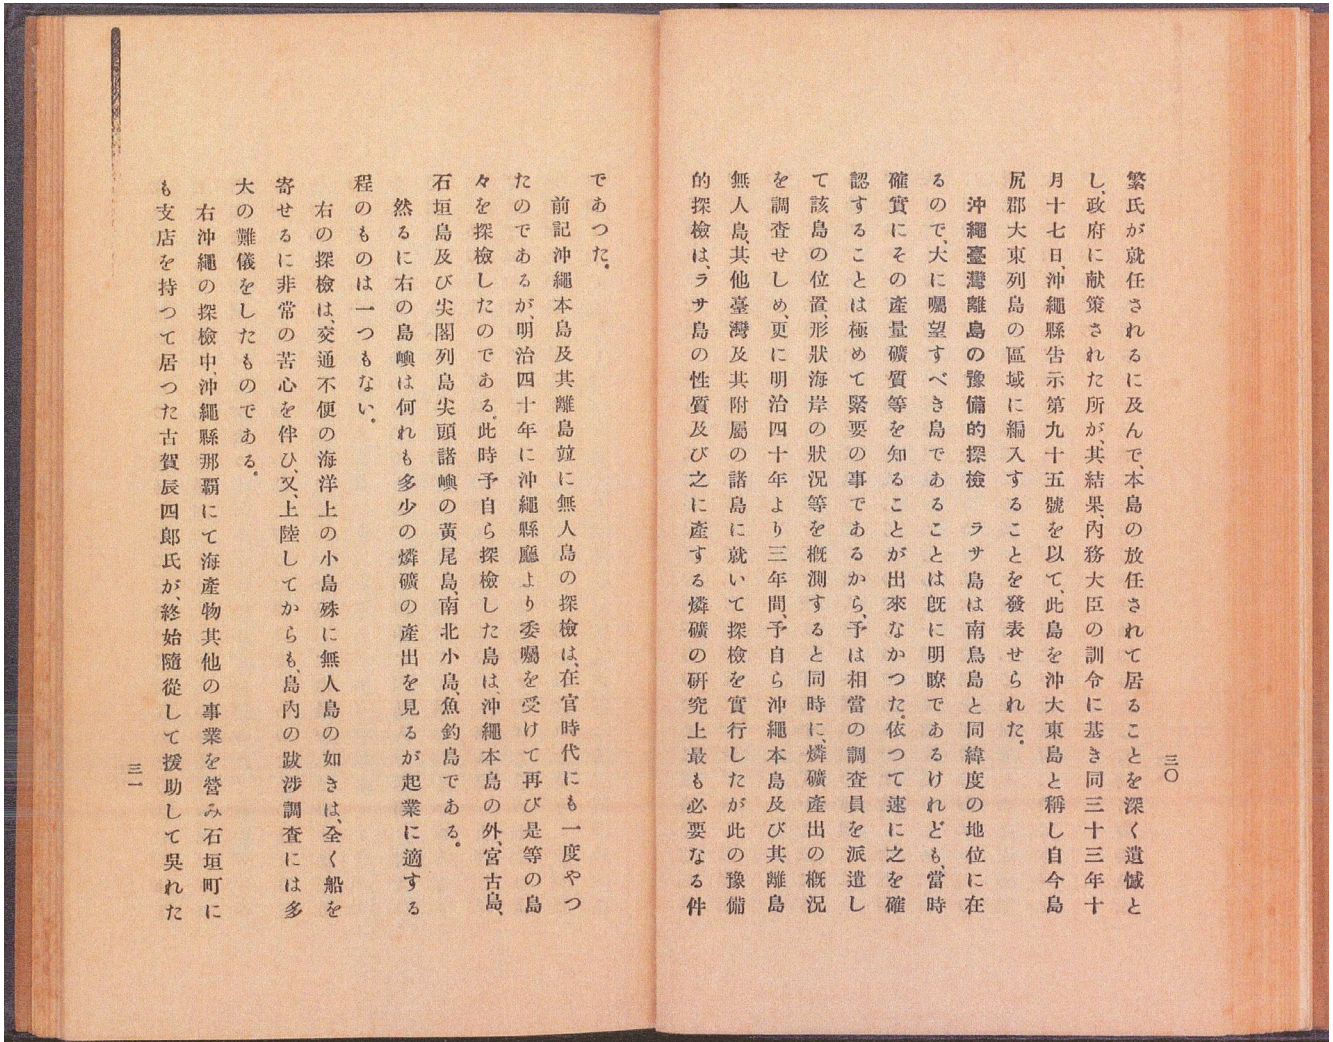 三〇
繁氏が就任されるに及んで、本島の放任されて居ることを深く遺憾と
し、政府に献策された所が、其結果、內務大臣の訓令に基き同三十三年十
月十七日、沖繩縣吿示第九十五號を以て、此島を沖大東島と稱し自今島
尻郡大東列島の區域に編入することを發表せられた。
沖繩臺灣離島の豫備的探檢　ラサ島は南鳥島と同緯度の地位に在
るので、大に囑望すべき島であることは旣に明瞭であるけれども、當時
確實にその產量礦質等を知ることが出來なかつた。依つて速に之を確
認することは極めて緊要の事であるから、予は相當の調査員を派遣し
て該島の位置、形狀海岸の狀況等を槪測すると同時に、燐礦產出の槪況
を調査せしめ、更に明治四十年より三年間、予自ら沖繩本島及び其離島
無人島、其他臺灣及其附屬の諸島に就いて探檢を實行したが此の豫備
的探檢は、ラサ島の性質及び之に產する燐礦の硏究上最も必要なる件
であつた。
前記沖繩本島及其離島竝に無人島の探檢は、在官時代にも一度やつ
たのであるが、明治四十年に沖繩縣廳より委囑を受けて再び是等の島
々を探檢したのである。此時予自ら探檢した島は、沖繩本島の外、宮古島、
石垣島及び尖閣列島尖頭諸嶼の黃尾島、南北小島、魚釣島である。
然るに右の島嶼は何れも多少の燐礦の產出を見るが起業に適する
程のものは一つもない。
右の探檢は、交通不便の海洋上の小島殊に無人島の如きは、全く船を
寄せるに非常の苦心を伴ひ、又、上陸してからも、島內の跋涉調査には多
大の難儀をしたものである。
右沖繩の探檢中、沖繩縣那覇にて海產物其他の事業を營み石垣町に
も支店を持つて居つた古賀辰四郞氏が、終始隨從して援助して吳れた
三一